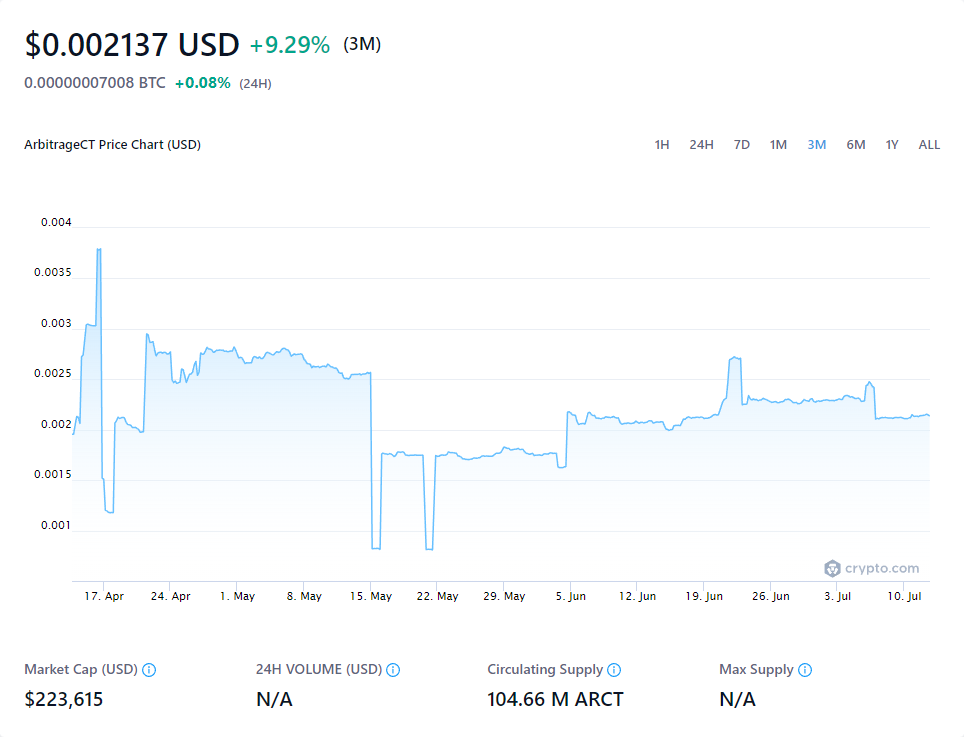 $0.002137 USD +9.29% (3M)
0.00000007008 BTC +0.08% (24H)
ArbitrageCT Price Chart (USD) 1H 24H 7D 1M 3M 6M 1Y ALL
0.004
0.0035
0.003
0.0025
0.002
0.0015
0.001
crypto.com
17. Apr 24. Apr 1. May 8. May 15. May 22. May 29. May 5. Jun 12. Jun 19. Jun 26. Jun 3. Jul 10. Jul
Market Cap (USD) 24H VOLUME (USD) Circulating Supply Max Supply
$223,615 N/A 104.66 M ARCT N/A